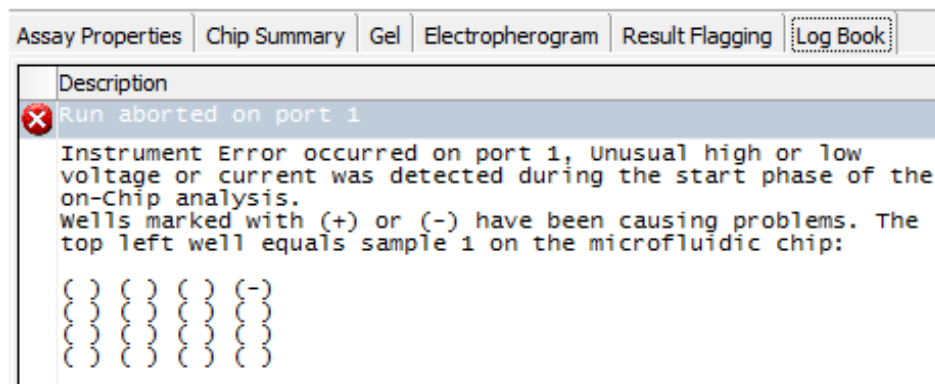 Assay Properties Chip Summary Gel Electropherogram Result Flagging Log Book
Description
Run aborted on port 1
Instrument Error occurred on port 1, Unusual high or low
voltage or current was detected during the start phase of the
on-Chip analysis.
Wells marked with (+) or (-) have been causing problems. The
top left well equals sample 1 on the microfluidic chip:
( ) ( ) ( ) (-)
( ) ( ) ( ) ( )
( ) ( ) ( ) ( )
( ) ( ) ( ) ( )